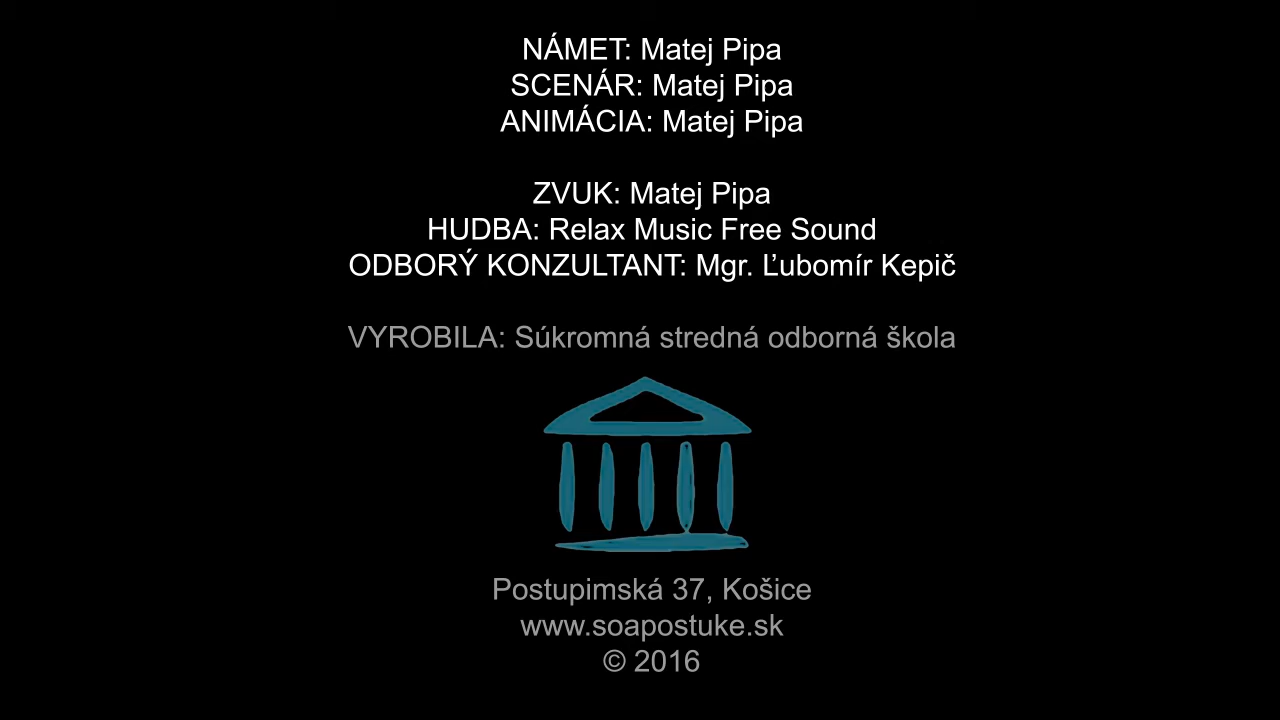 NÁMET: Matej Pipa
SCENÁR: Matej Pipa
ANIMÁCIA: Matej Pipa
ZVUK: Matej Pipa
HUDBA: Relax Music Free Sound
ODBORÝ KONZULTANT: Mgr. Ľubomír Kepič
VYROBILA: Súkromná stredná odborná škola
Postupimská 37, Košice
www.soapostuke.sk
© 2016